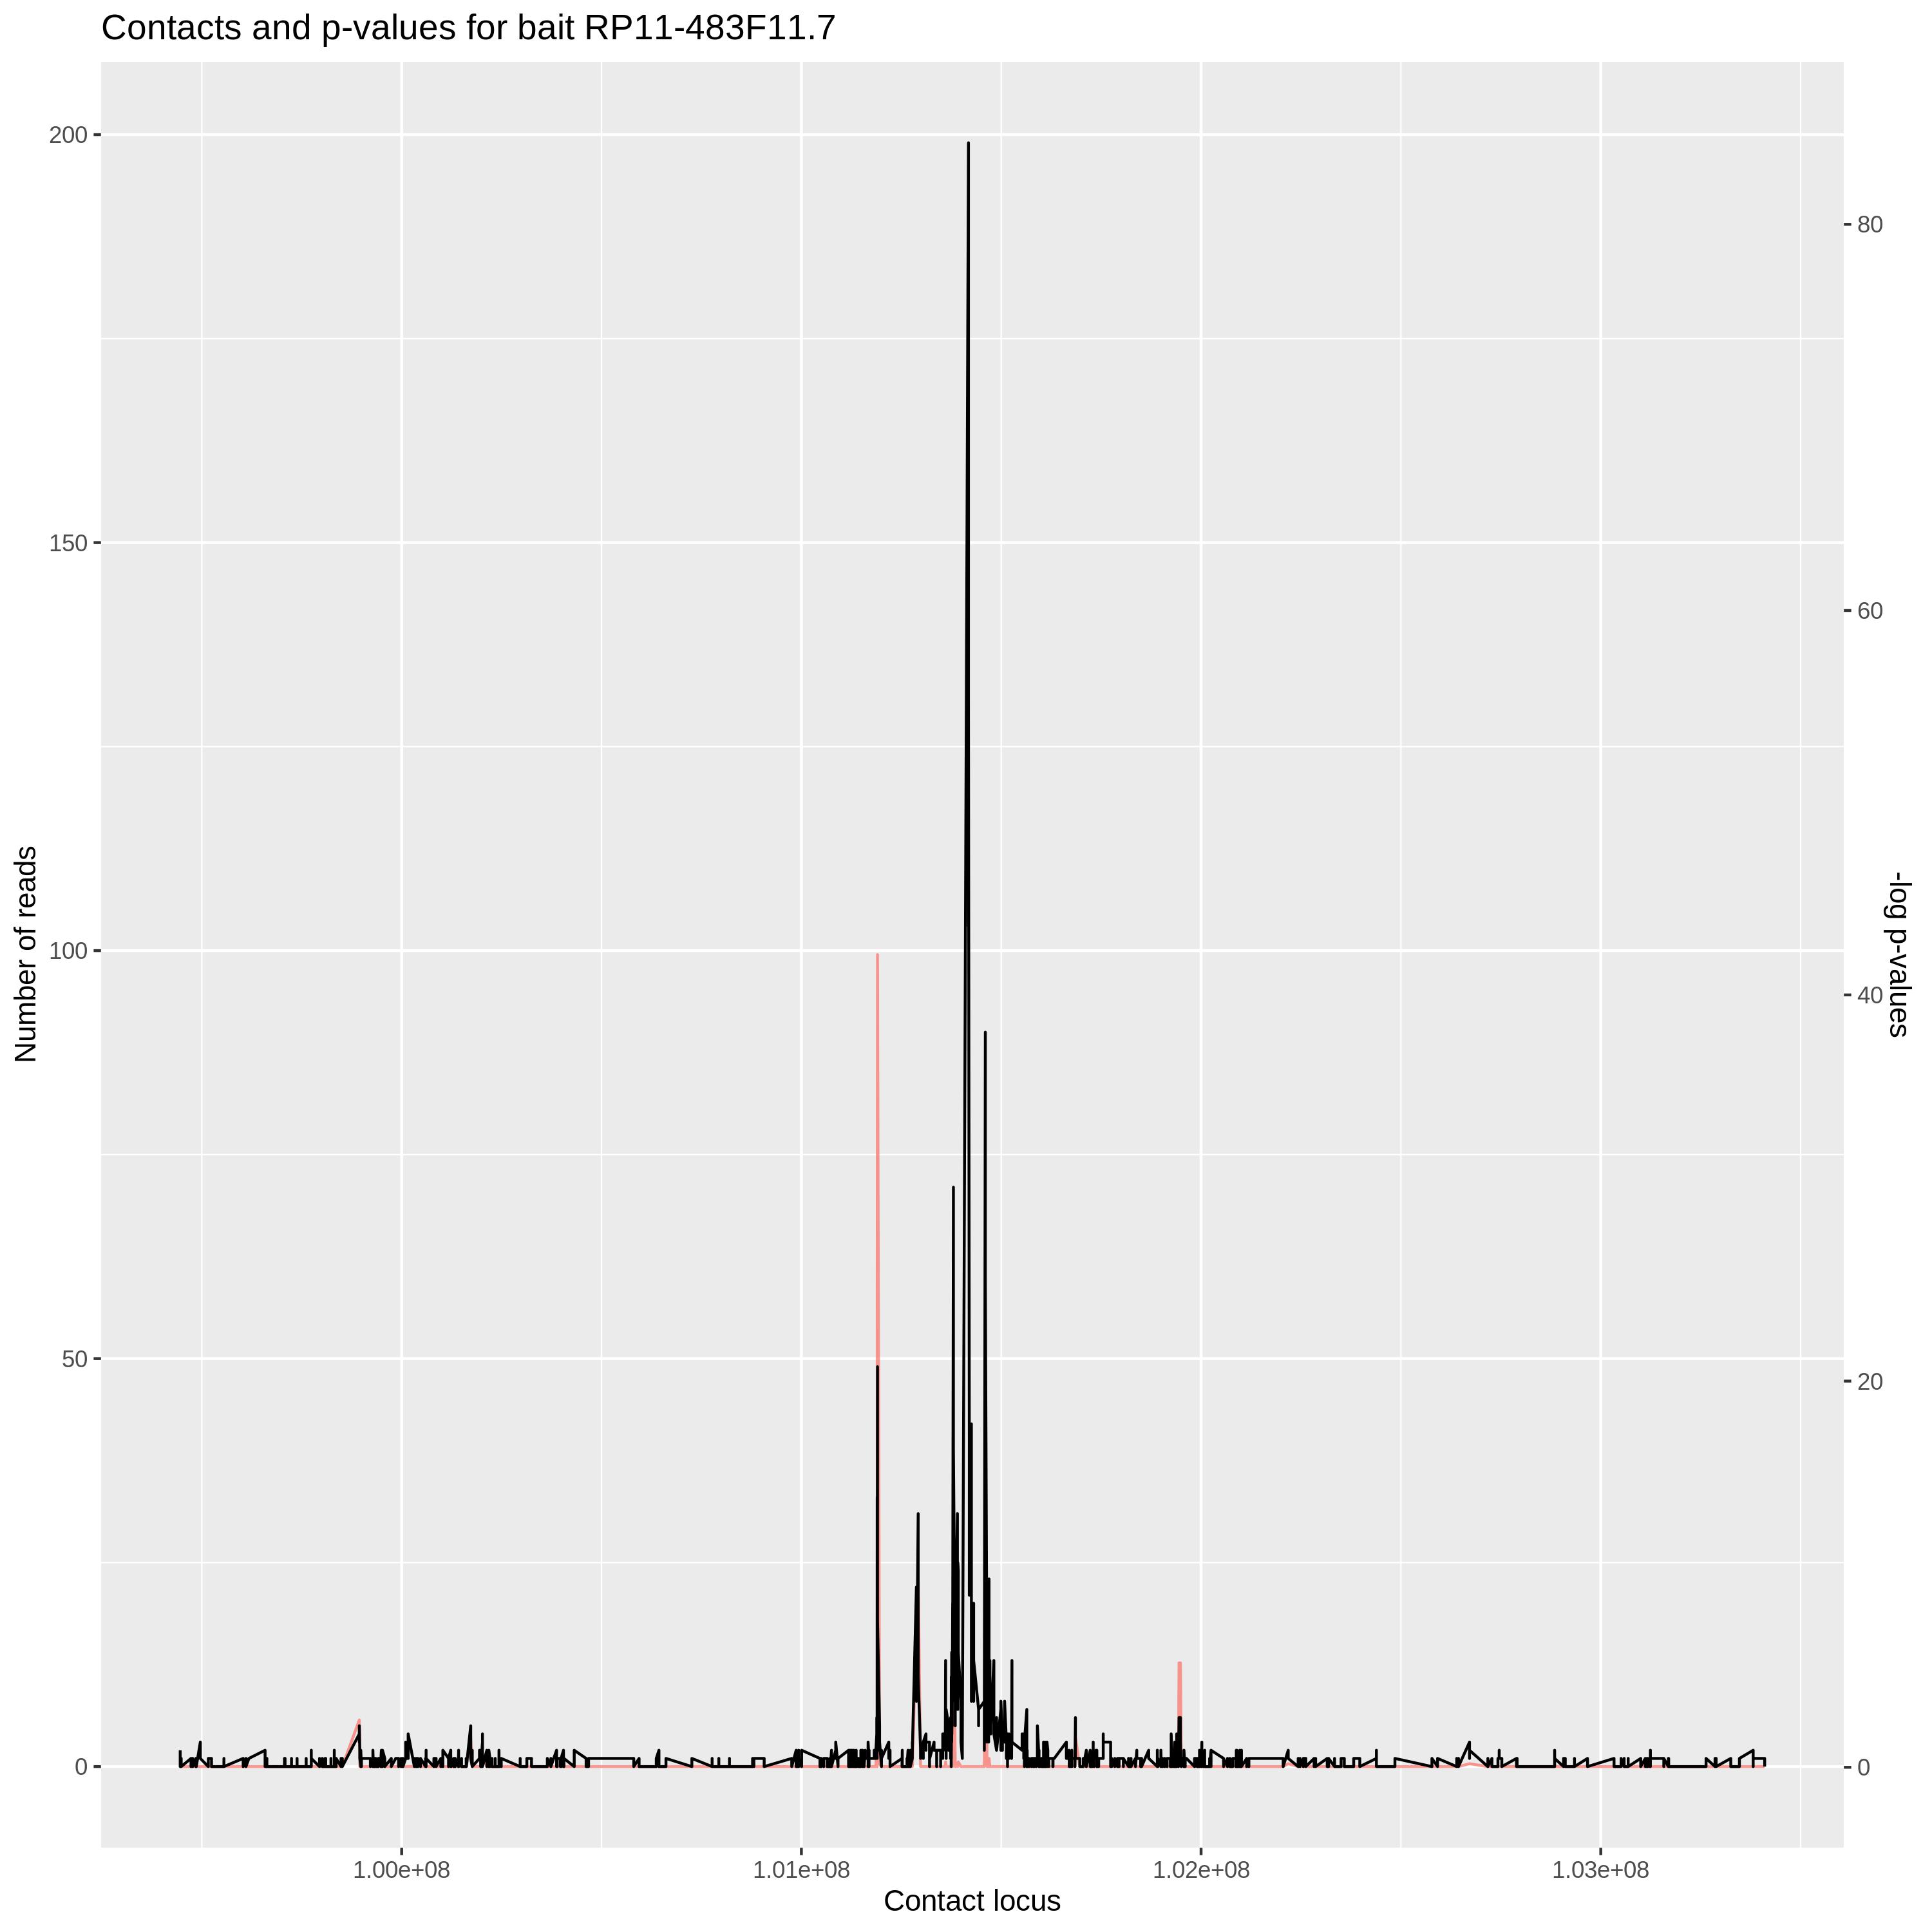 Contacts and p-values for bait RP11-483F11.7
200
150
100
50
0
Number of reads
80
60
40
20
0
-log p-values
1.00e+08
1.01e+08
1.02e+08
1.03e+08
Contact locus